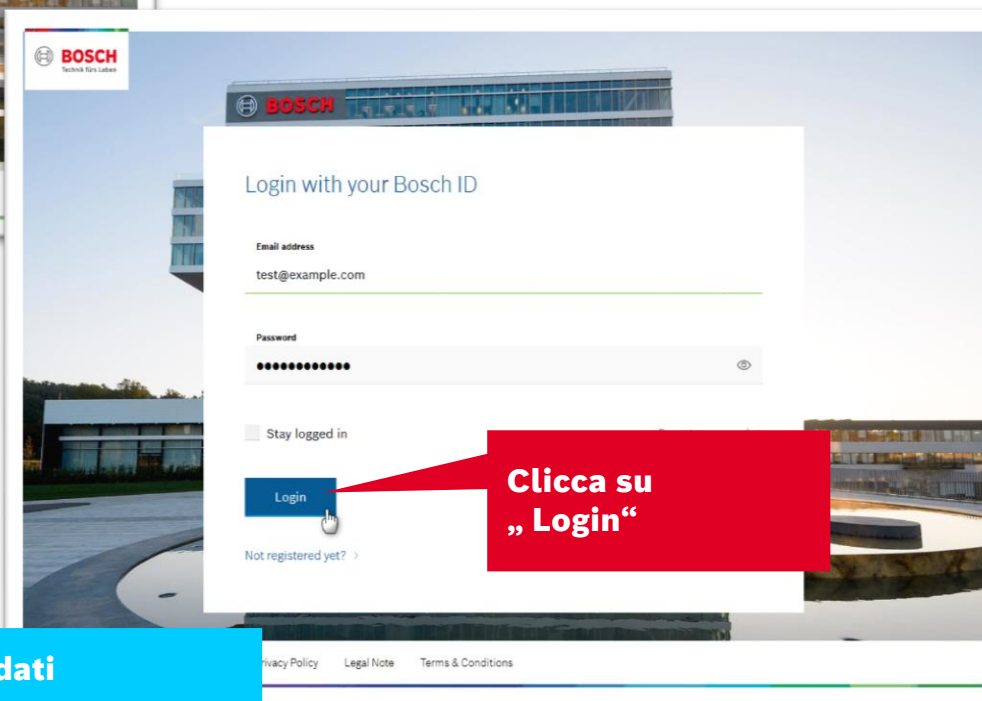 BOSCH
Technik fürs Leben
BOSCH
Login with your Bosch ID
Email address
test@example.com
Password
••••••••••••
Stay logged in
Login
Clicca su
„ Login“
Not registered yet? >
dati
Privacy Policy Legal Note Terms & Conditions